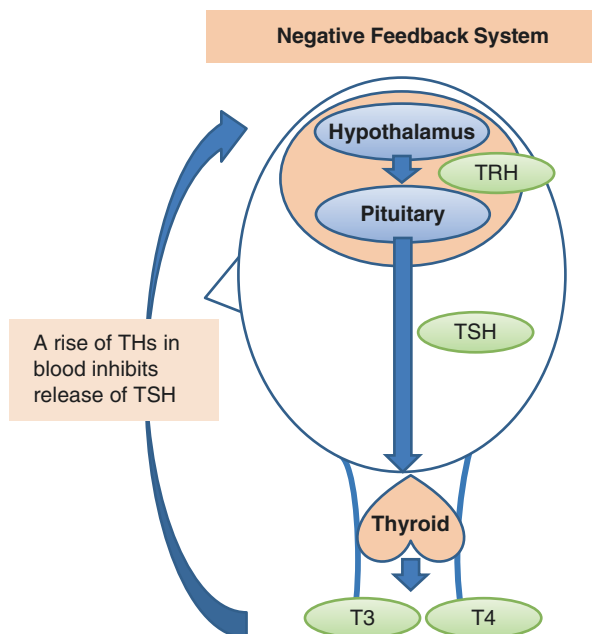 Negative Feedback System
Hypothalamus
TRH
Pituitary
TSH
A rise of THs in
blood inhibits
release of TSH
Thyroid
T3
T4